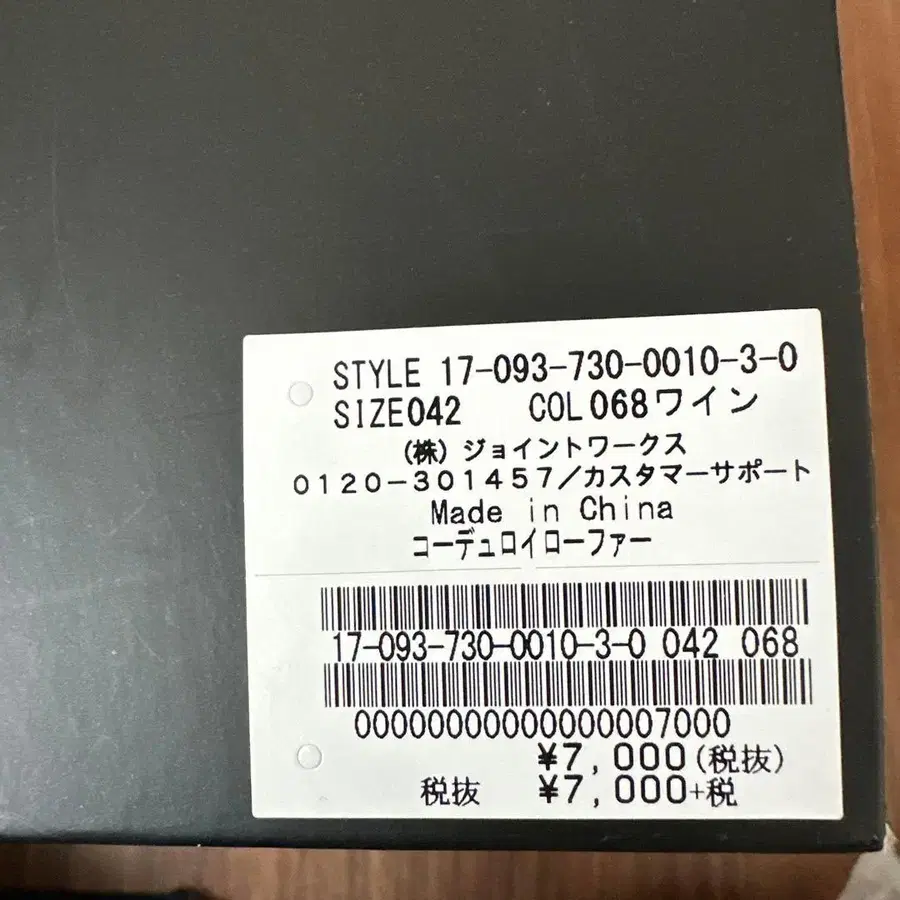 STYLE 17-093-730-0010-3-0
SIZE042 COL068ワイン
(株)ジョイントワークス
0120-301457/カスタマーサポート
Made in China
コーデュロイローファー
17-093-730-0010-3-0 042 068
00000000000000007000
¥7,000(税抜)
税抜 ¥7,000+税